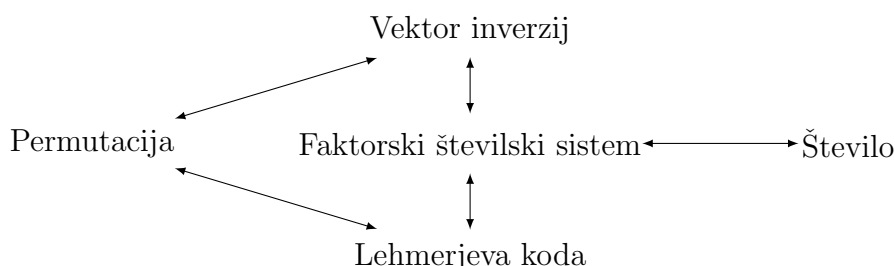 Vektor inverzij
Permutacija
Faktorski številski sistem
Število
Lehmerjeva koda